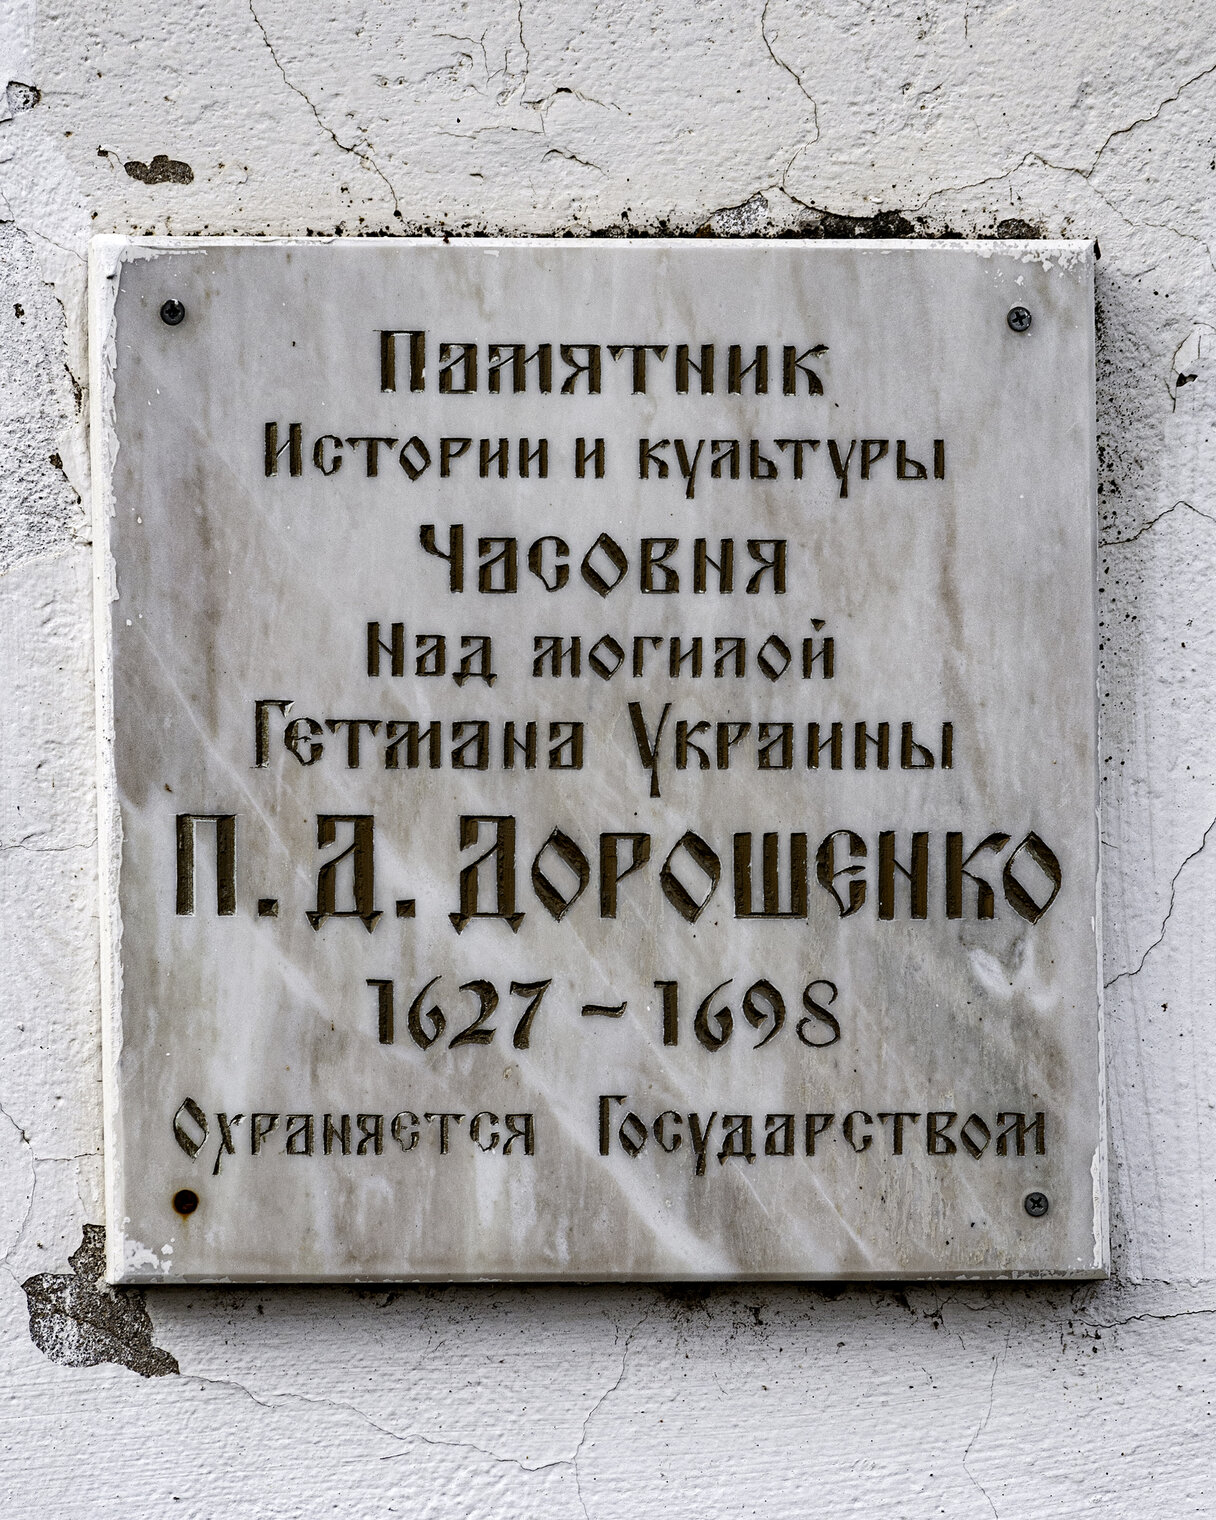 Памятник
Истории и культуры
Часовня
Над могилой
Гетмана Украины
П. Д. Дорошенко
1627 – 1698
Охраняется Государством